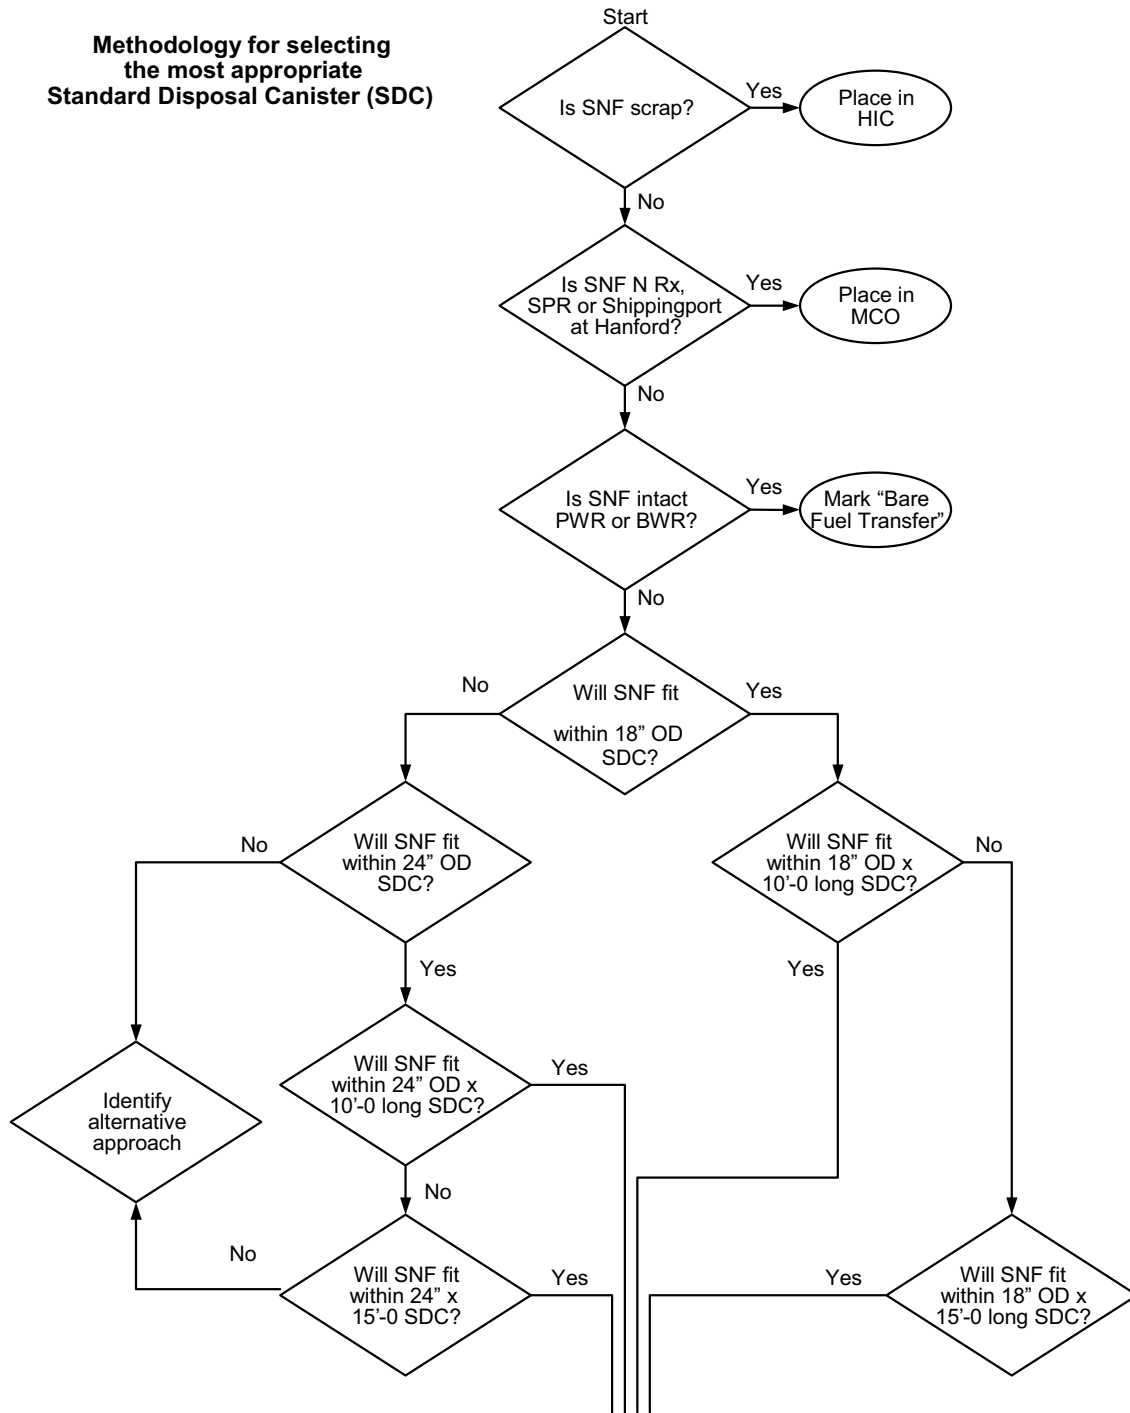 Start
Methodology for selecting
the most appropriate
Standard Disposal Canister (SDC)
Is SNF scrap?
Yes
Place in
HIC
No
Is SNF N Rx,
SPR or Shippingport
at Hanford?
Yes
Place in
MCO
No
Is SNF intact
PWR or BWR?
Yes
Mark “Bare
Fuel Transfer”
No
Will SNF fit
within 18” OD
SDC?
No
Yes
Will SNF fit
within 24” OD
SDC?
No
Yes
Will SNF fit
within 18” OD x
10’-0 long SDC?
No
Yes
Will SNF fit
within 24” OD x
10’-0 long SDC?
Yes
No
Identify
alternative
approach
No
Will SNF fit
within 24” x
15’-0 SDC?
Yes
Yes
Will SNF fit
within 18” OD x
15’-0 long SDC?